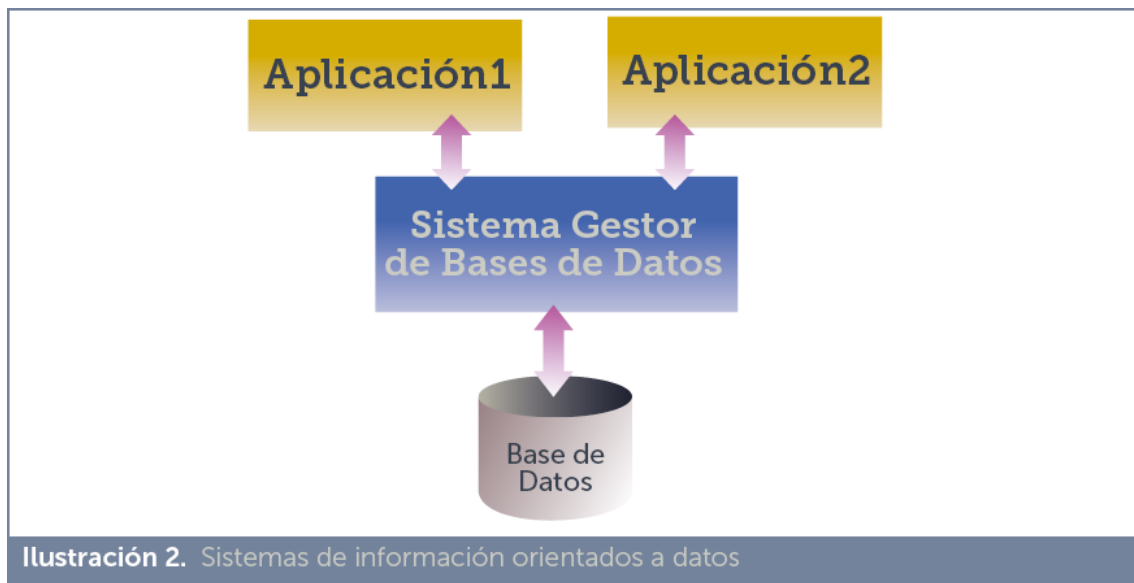 Aplicación1
Aplicación2
Sistema Gestor
de Bases de Datos
Base de
Datos
Ilustración 2. Sistemas de información orientados a datos